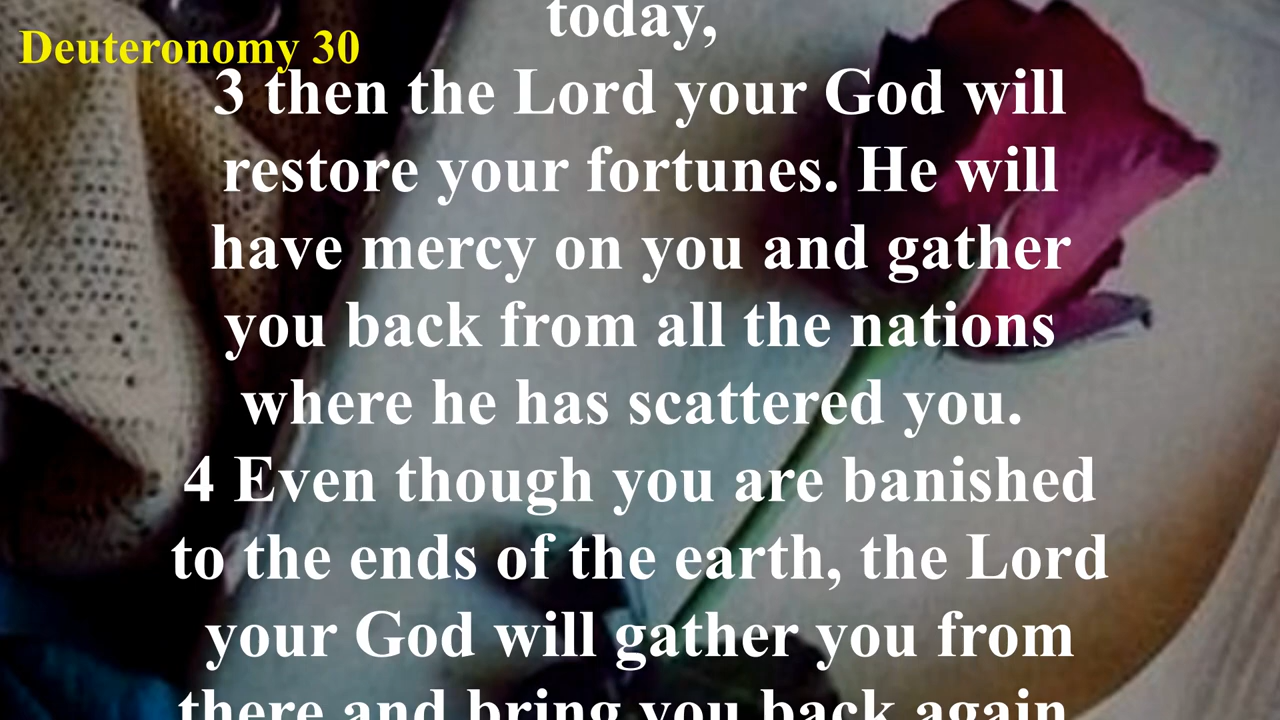 today,
Deuteronomy 30
3 then the Lord your God will
restore your fortunes. He will
have mercy on you and gather
you back from all the nations
where he has scattered you.
4 Even though you are banished
to the ends of the earth, the Lord
your God will gather you from
there and bring you back again.